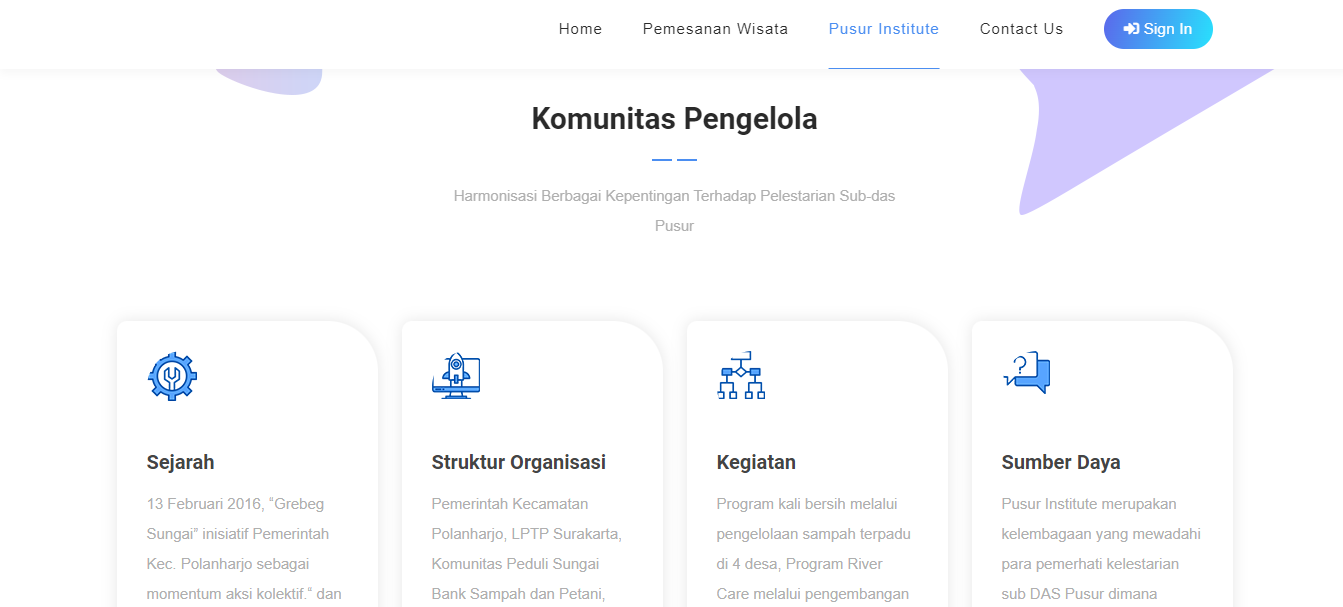 Home
Pemesanan Wisata
Pusur Institute
Contact Us
Sign In
Komunitas Pengelola
Harmonisasi Berbagai Kepentingan Terhadap Pelestarian Sub-das
Pusur
Sejarah
13 Februari 2016, “Grebeg
Sungai” inisiatif Pemerintah
Kec. Polanharjo sebagai
momentum aksi kolektif.“ dan
Struktur Organisasi
Pemerintah Kecamatan
Polanharjo, LPTP Surakarta,
Komunitas Peduli Sungai
Bank Sampah dan Petani,
Kegiatan
Program kali bersih melalui
pengelolaan sampah terpadu
di 4 desa, Program River
Care melalui pengembangan
Sumber Daya
Pusur Institute merupakan
kelembagaan yang mewadahi
para pemerhati kelestarian
sub DAS Pusur dimana